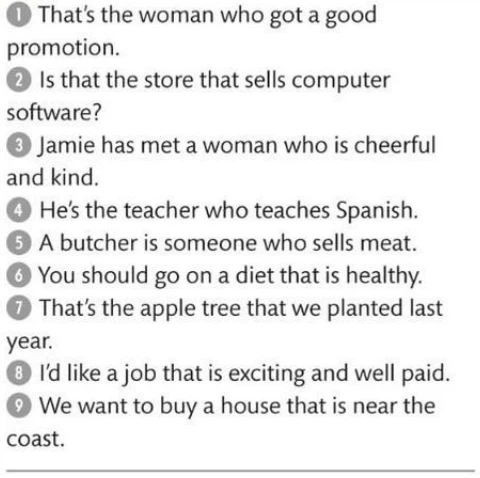 1 That's the woman who got a good
promotion.
2 Is that the store that sells computer
software?
3 Jamie has met a woman who is cheerful
and kind.
4 He's the teacher who teaches Spanish.
5 A butcher is someone who sells meat.
6 You should go on a diet that is healthy.
7 That's the apple tree that we planted last
year.
8 I'd like a job that is exciting and well paid.
9 We want to buy a house that is near the
coast.